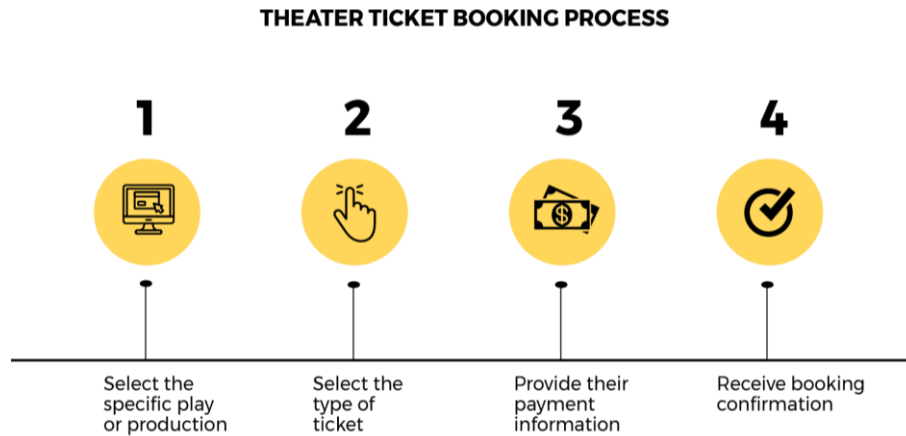 THEATER TICKET BOOKING PROCESS
1
2
3
4
Select the
specific play
or production
Select the
type of
ticket
Provide their
payment
information
Receive booking
confirmation